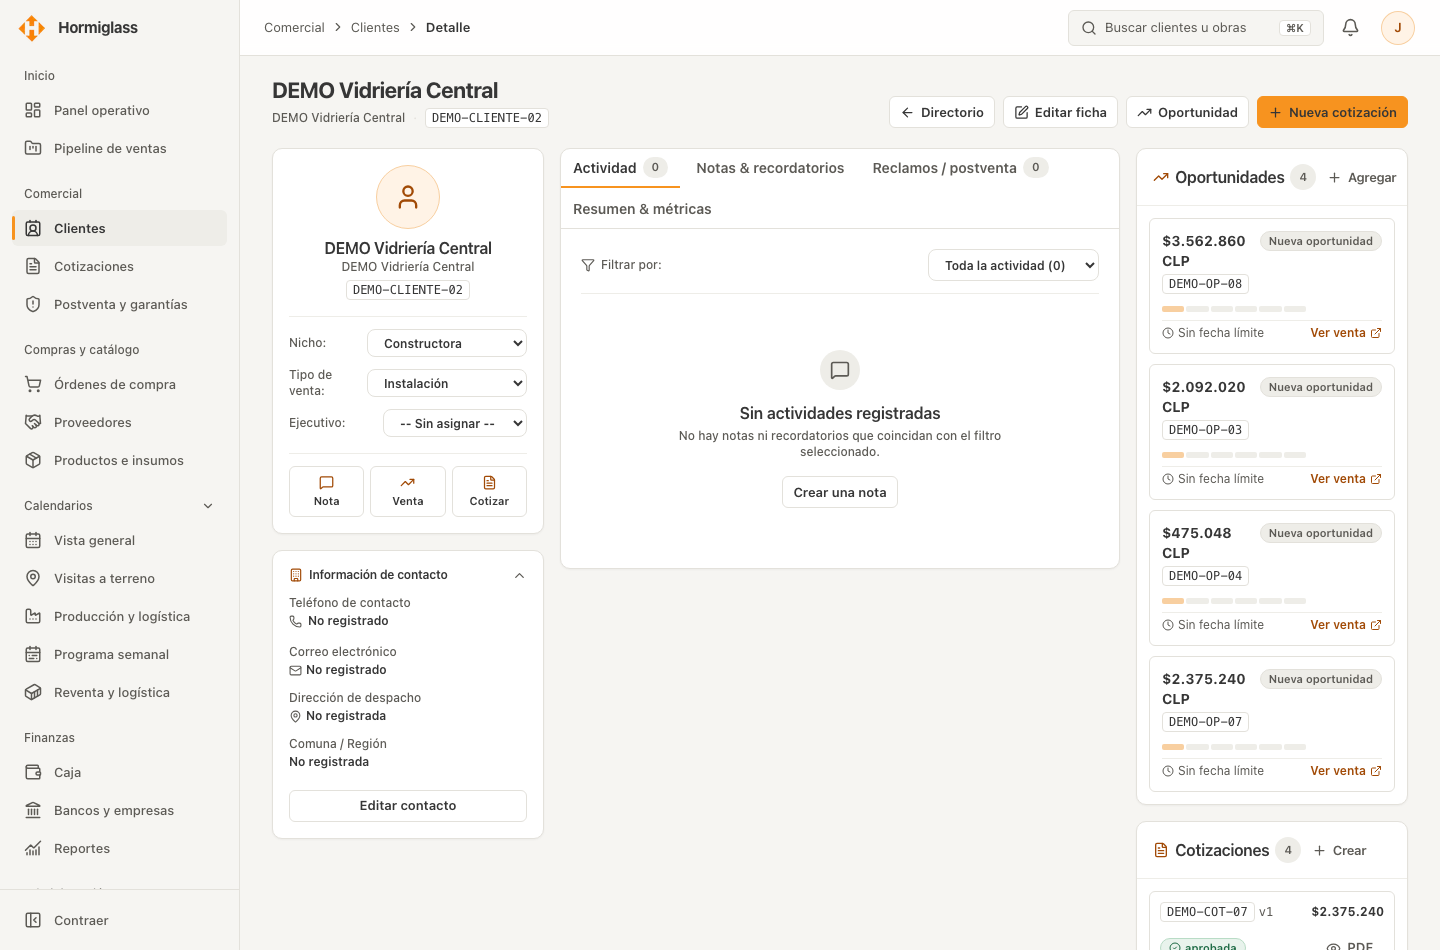 Hormiglass
Inicio
Panel operativo
Pipeline de ventas
Comercial
Clientes
Cotizaciones
Postventa y garantías
Compras y catálogo
Órdenes de compra
Proveedores
Productos e insumos
Calendarios
Vista general
Visitas a terreno
Producción y logística
Programa semanal
Reventa y logística
Finanzas
Caja
Bancos y empresas
Reportes
Contraer
Comercial > Clientes > Detalle
Buscar clientes u obras ⌘K
J
DEMO Vidriería Central
DEMO Vidriería Central · DEMO-CLIENTE-02
Directorio
Editar ficha
Oportunidad
Nueva cotización
DEMO Vidriería Central
DEMO Vidriería Central
DEMO-CLIENTE-02
Nicho: Constructora
Tipo de
venta: Instalación
Ejecutivo: -- Sin asignar --
Nota
Venta
Cotizar
Información de contacto
Teléfono de contacto
No registrado
Correo electrónico
No registrado
Dirección de despacho
No registrada
Comuna / Región
No registrada
Editar contacto
Actividad 0
Notas & recordatorios
Reclamos / postventa 0
Resumen & métricas
Filtrar por: Toda la actividad (0)
Sin actividades registradas
No hay notas ni recordatorios que coincidan con el filtro
seleccionado.
Crear una nota
Oportunidades 4 + Agregar
$3.562.860 Nueva oportunidad
CLP
DEMO-OP-08
Sin fecha límite Ver venta
$2.092.020 Nueva oportunidad
CLP
DEMO-OP-03
Sin fecha límite Ver venta
$475.048 Nueva oportunidad
CLP
DEMO-OP-04
Sin fecha límite Ver venta
$2.375.240 Nueva oportunidad
CLP
DEMO-OP-07
Sin fecha límite Ver venta
Cotizaciones 4 + Crear
DEMO-COT-07 v1 $2.375.240
aprobada PDF